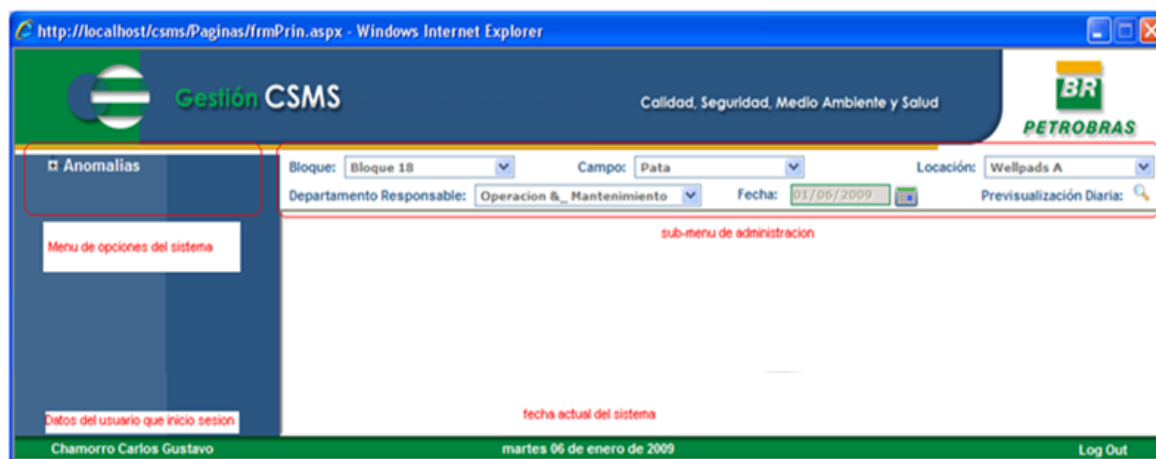 http://localhost/csms/Paginas/frmPrin.aspx - Windows Internet Explorer
Gestión CSMS
Calidad, Seguridad, Medio Ambiente y Salud
BR
PETROBRAS
Anomalias
Bloque: Bloque 18 Campo: Pata Locación: Wellpads A
Departamento Responsable: Operacion &_ Mantenimiento Fecha: 01/06/2009 Previsualización Diaria:
Menu de opciones del sistema
sub-menu de administracion
Datos del usuario que inicio sesion
fecha actual del sistema
Chamorro Carlos Gustavo martes 06 de enero de 2009 Log Out